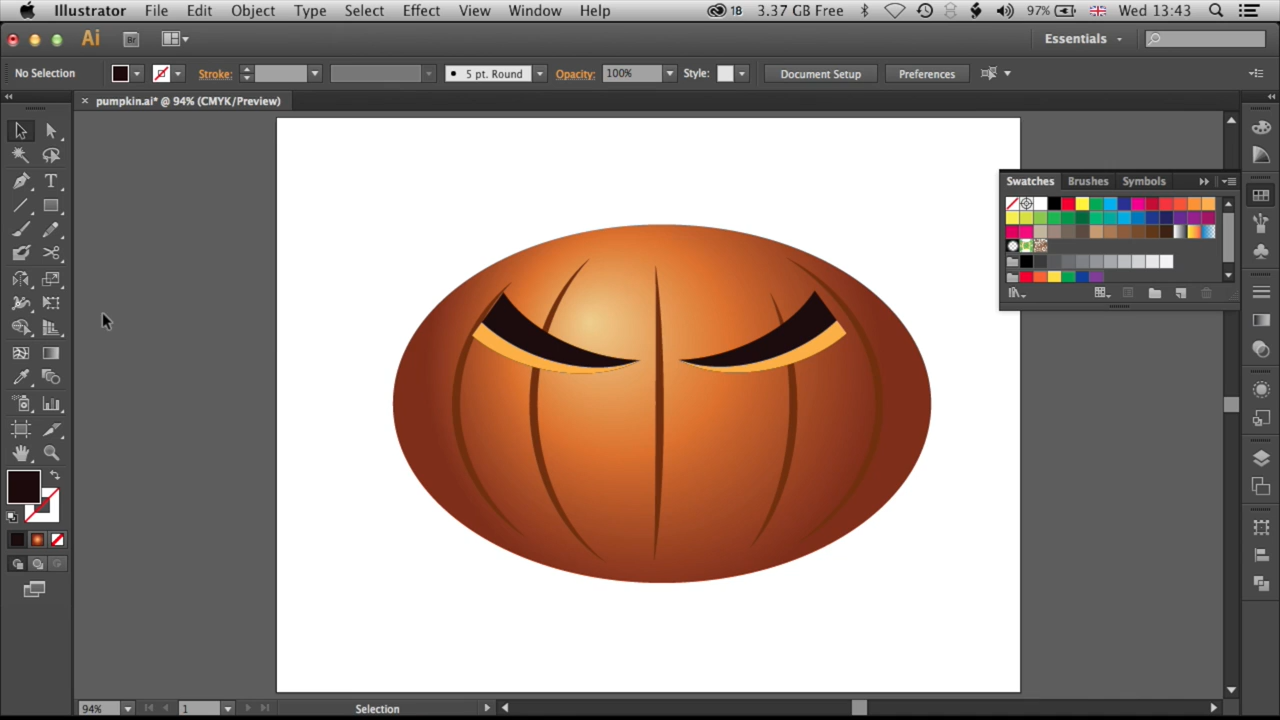 Illustrator File Edit Object Type Select Effect View Window Help 18 3.37 GB Free 97% Wed 13:43
Ai Br Essentials
No Selection Stroke: 5 pt. Round Opacity: 100% Style: Document Setup Preferences
× pumpkin.ai* @ 94% (CMYK/Preview)
Swatches Brushes Symbols
T
94% 1 Selection